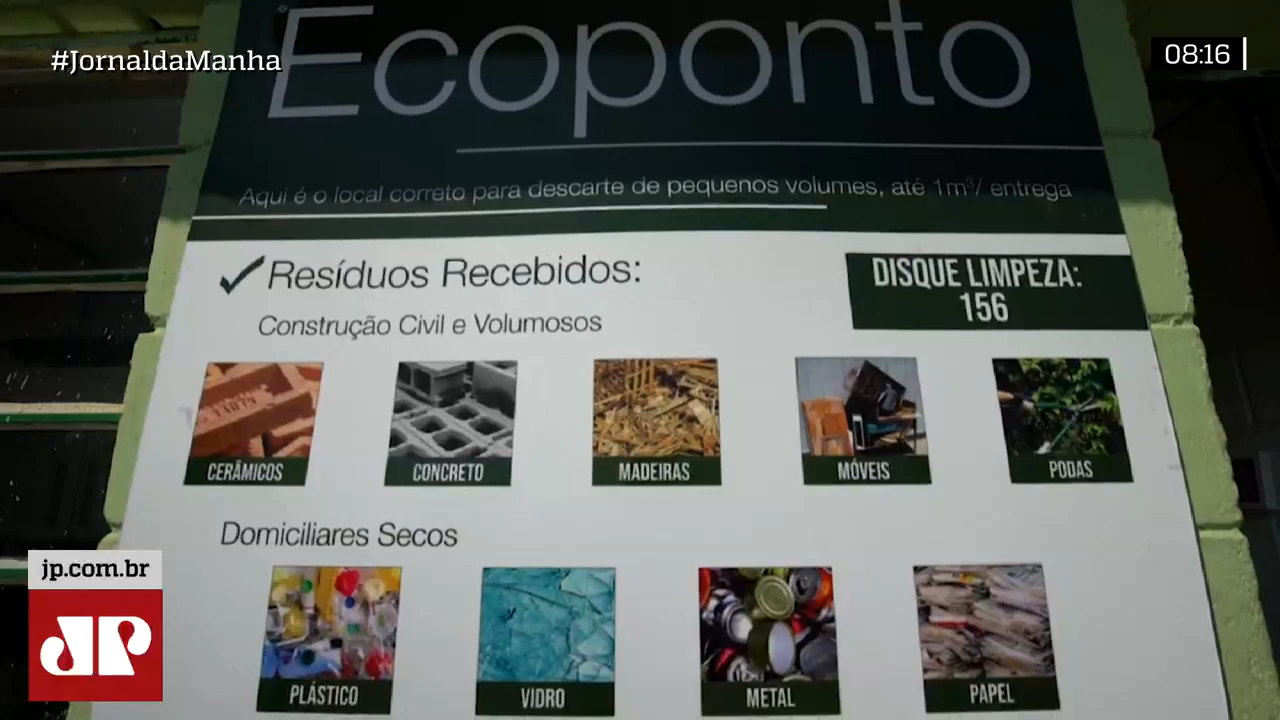 #JornaldaManha
08:16
Ecoponto
Aqui é o local correto para descarte de pequenos volumes, até 1m³/ entrega
Resíduos Recebidos:
DISQUE LIMPEZA:
156
Construção Civil e Volumosos
CERÂMICOS
CONCRETO
MADEIRAS
MÓVEIS
PODAS
Domiciliares Secos
PLÁSTICO
VIDRO
METAL
PAPEL
jp.com.br
JP